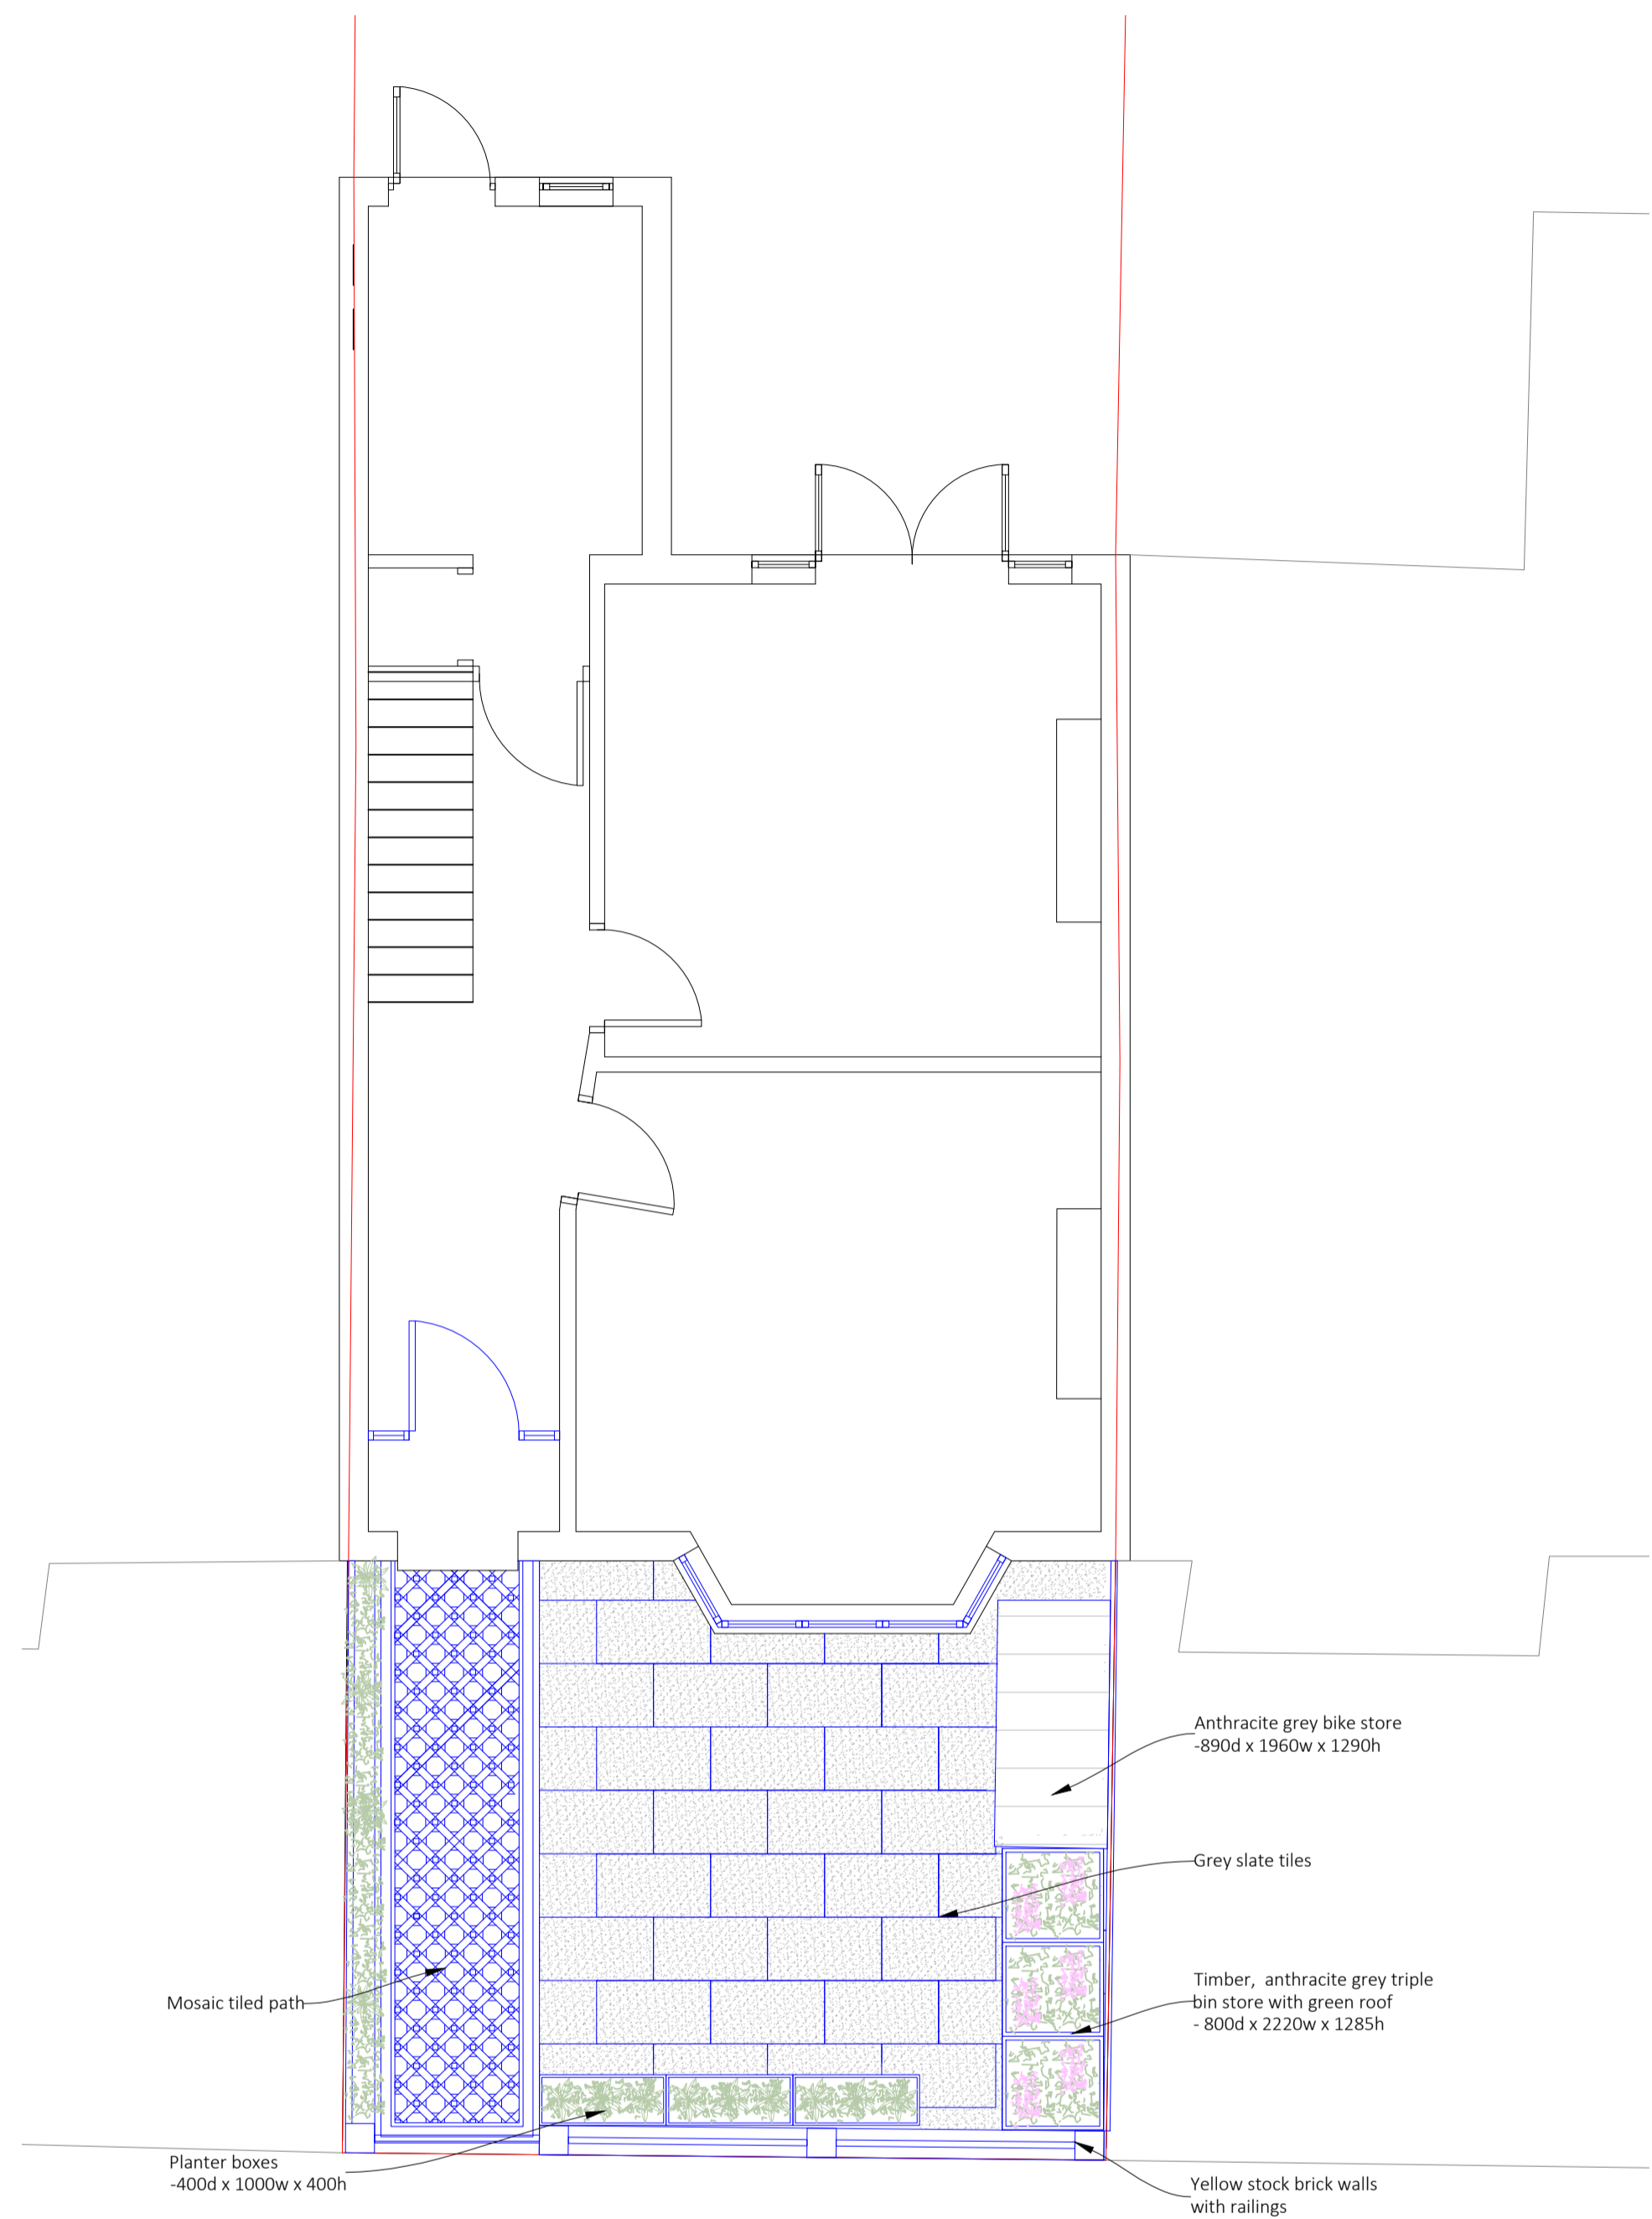 Anthracite grey bike store
-890d x 1960w x 1290h
Grey slate tiles
Timber, anthracite grey triple
bin store with green roof
- 800d x 2220w x 1285h
Mosaic tiled path
Planter boxes
-400d x 1000w x 400h
Yellow stock brick walls
with railings